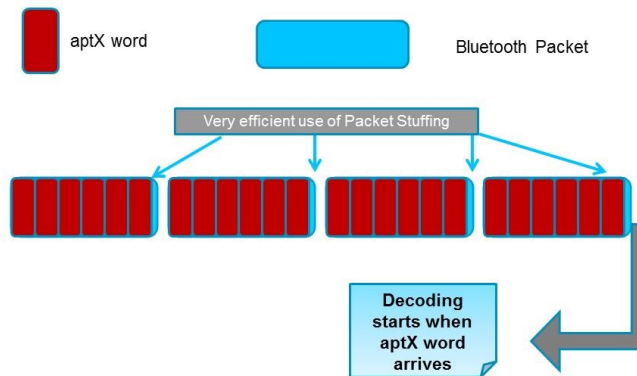 aptX word
Bluetooth Packet
Very efficient use of Packet Stuffing
Decoding
starts when
aptX word
arrives